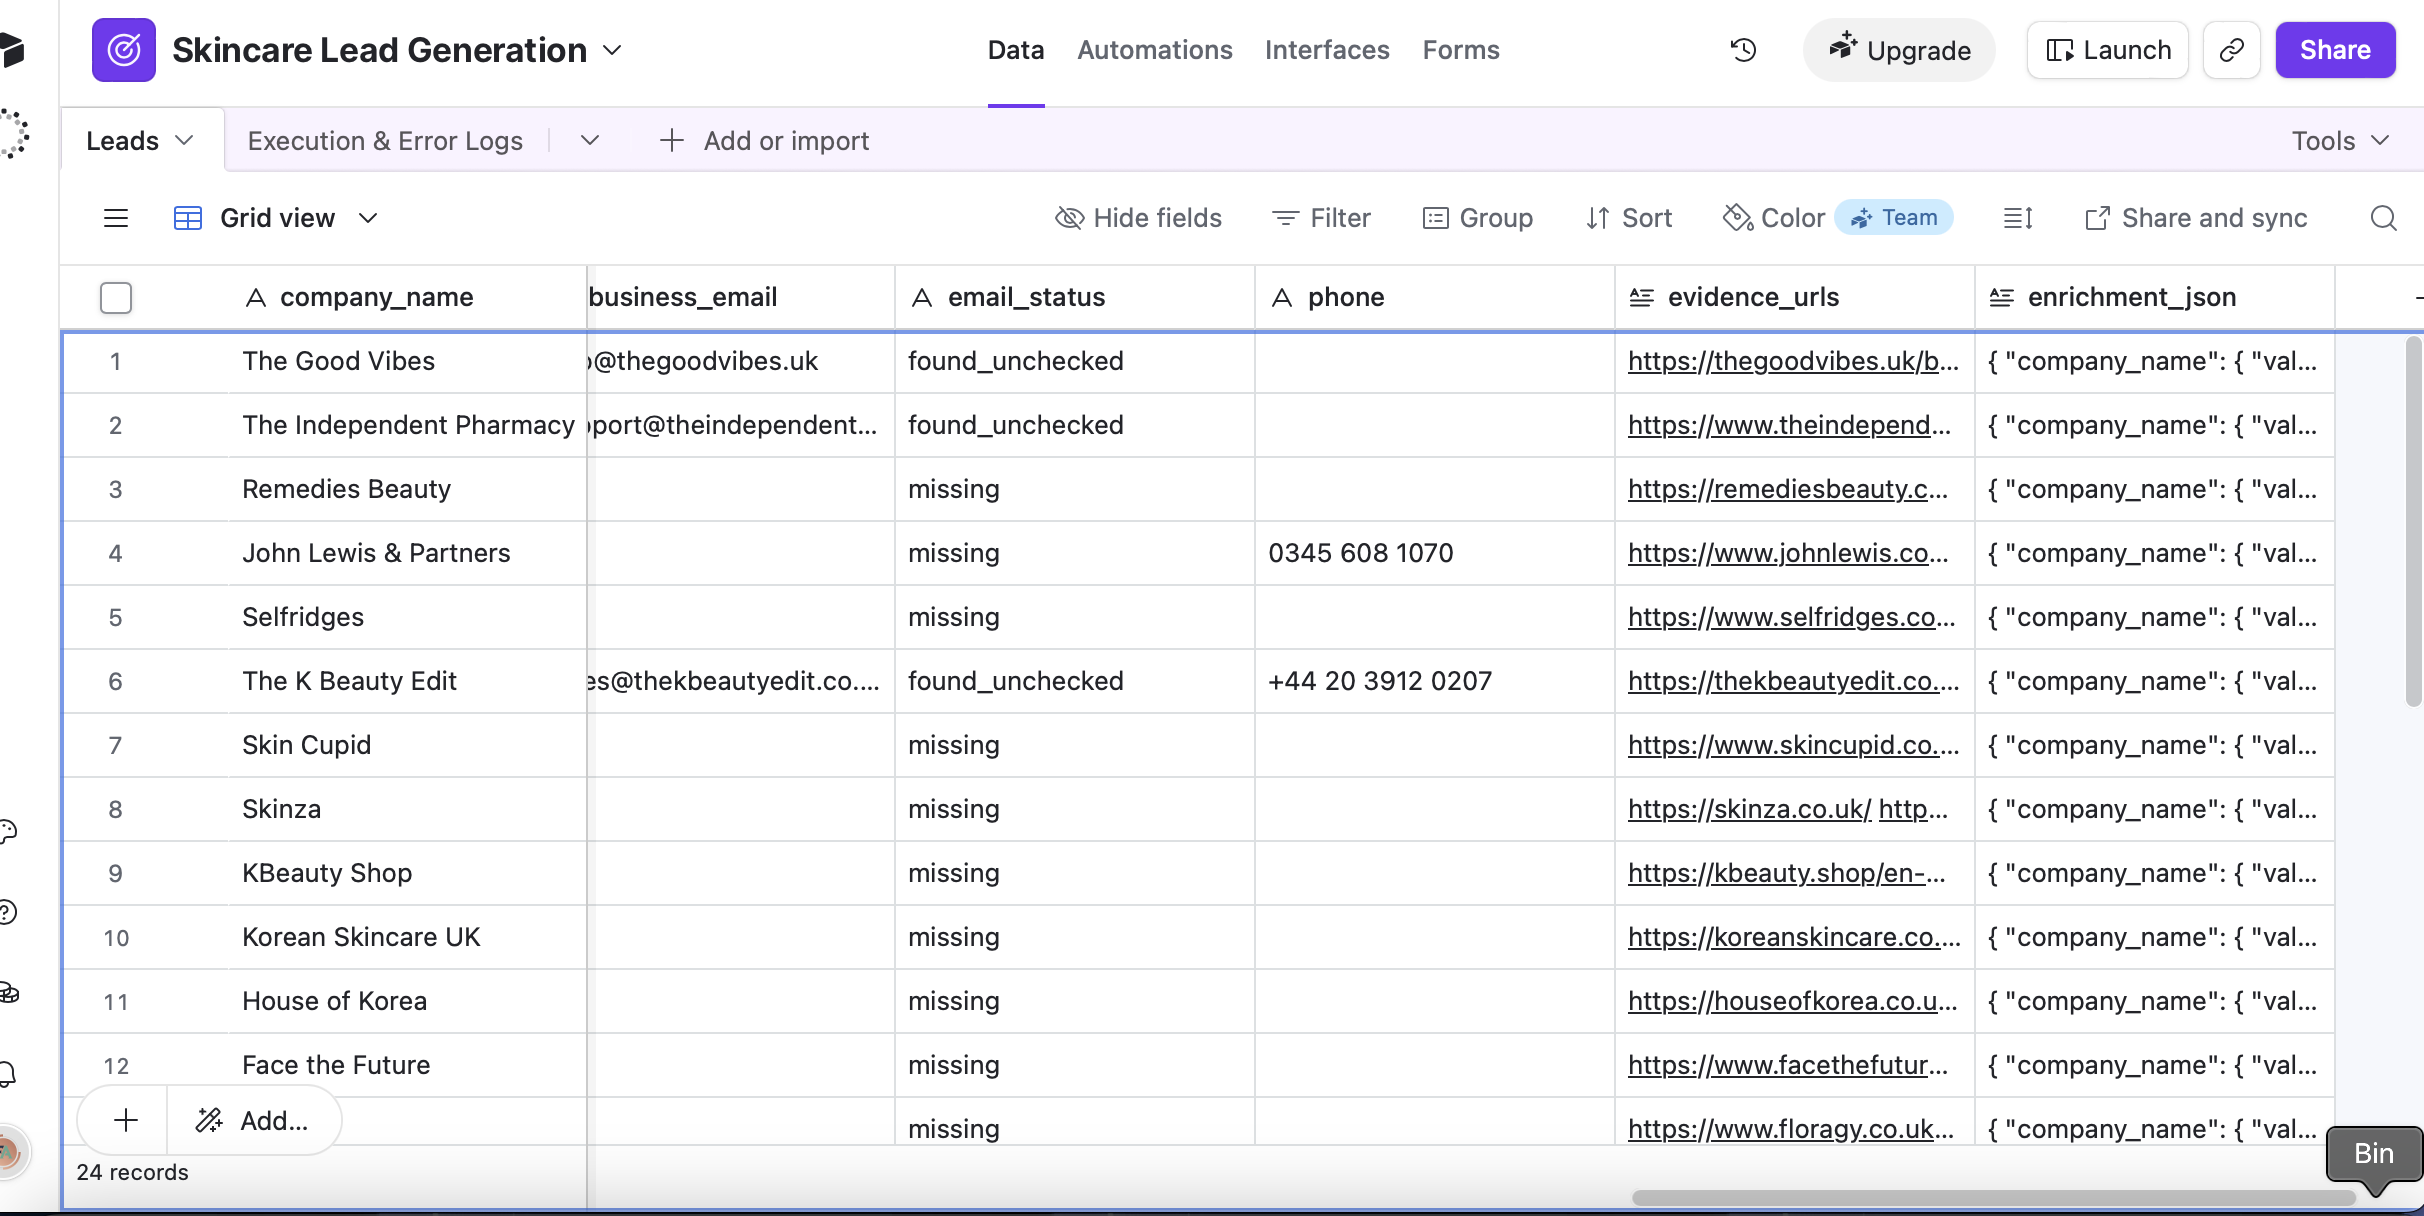 Skincare Lead Generation
Data Automations Interfaces Forms
Upgrade Launch Share
Leads Execution & Error Logs Add or import Tools
Grid view Hide fields Filter Group Sort Color Team Share and sync
company_name business_email email_status phone evidence_urls enrichment_json
1 The Good Vibes @thegoodvibes.uk found_unchecked https://thegoodvibes.uk/b... { "company_name": { "val...
2 The Independent Pharmacy pport@theindependent... found_unchecked https://www.theindepend... { "company_name": { "val...
3 Remedies Beauty missing https://remediesbeauty.c... { "company_name": { "val...
4 John Lewis & Partners missing 0345 608 1070 https://www.johnlewis.co... { "company_name": { "val...
5 Selfridges missing https://www.selfridges.co... { "company_name": { "val...
6 The K Beauty Edit es@thekbeautyedit.co.... found_unchecked +44 20 3912 0207 https://thekbeautyedit.co.... { "company_name": { "val...
7 Skin Cupid missing https://www.skincupid.co.... { "company_name": { "val...
8 Skinza missing https://skinza.co.uk/ http... { "company_name": { "val...
9 KBeauty Shop missing https://kbeauty.shop/en-... { "company_name": { "val...
10 Korean Skincare UK missing https://koreanskincare.co.... { "company_name": { "val...
11 House of Korea missing https://houseofkorea.co.u... { "company_name": { "val...
12 Face the Future missing https://www.facethefutur... { "company_name": { "val...
Add... missing https://www.floragy.co.uk... { "company_name": { "val...
Bin
24 records